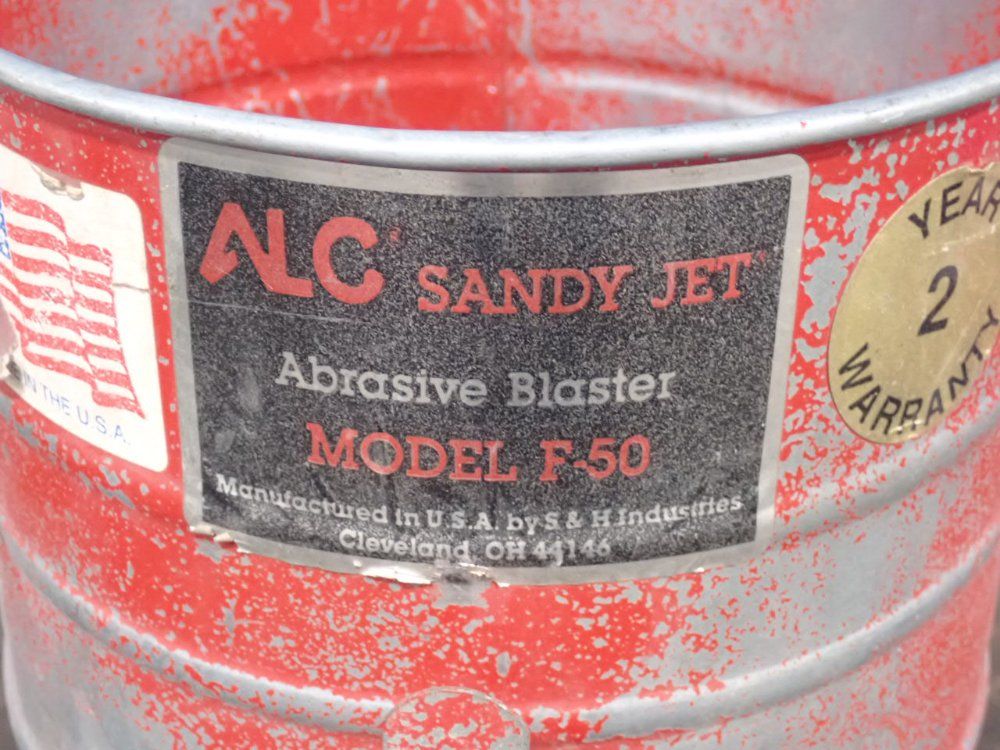 ALC SANDY JET
Abrasive Blaster
MODEL F-50
Manufactured in U.S.A. by S & H Industries
Cleveland, OH 44146
IN THE U.S.A.
YEAR
2
WARRANTY